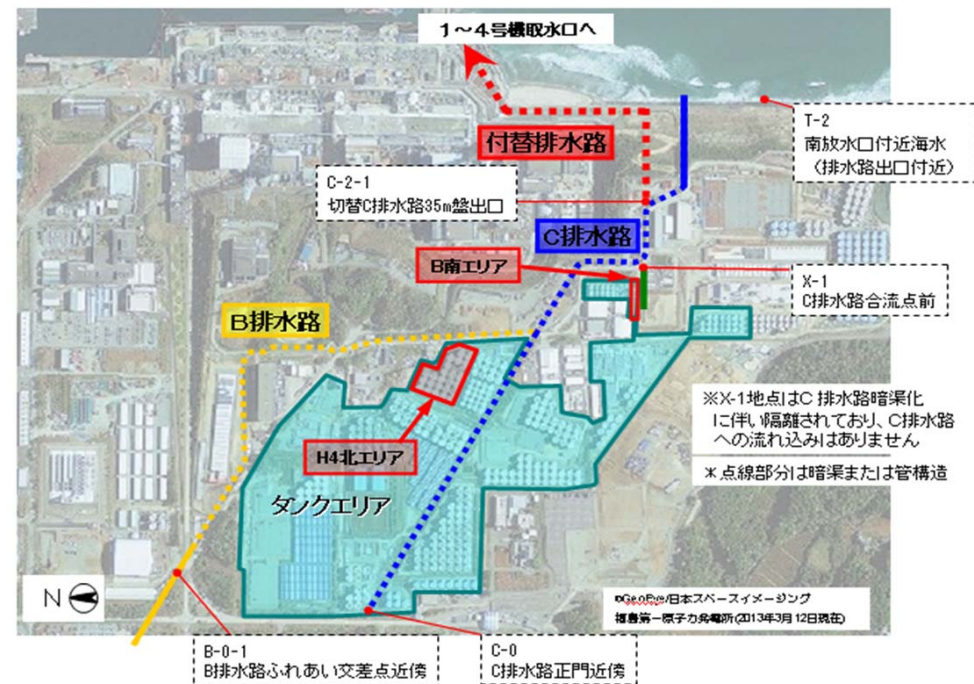 1～4号機取水口へ
T-2
南放水口付近海水
(排水路出口付近)
付替排水路
C-2-1
切替C排水路35m盤出口
C排水路
B南エリア
X-1
C排水路合流点前
B排水路
※X-1地点はC 排水路暗渠化
に伴い隔離されており、C排水路
への流れ込みはありません
H4北エリア
＊点線部分は暗渠または管構造
タンクエリア
N
©GeoEye/日本スペースイメージング
福島第一原子力発電所(2013年3月12日現在)
B-0-1
B排水路ふれあい交差点近傍
C-0
C排水路正門近傍